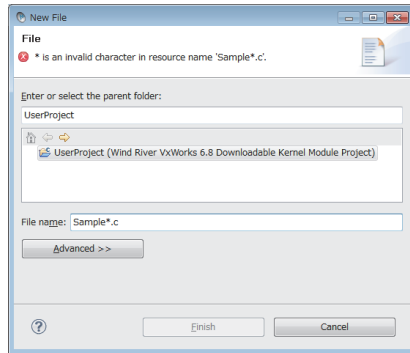 New File
File
* is an invalid character in resource name 'Sample*.c'.
Enter or select the parent folder:
UserProject
UserProject (Wind River VxWorks 6.8 Downloadable Kernel Module Project)
File name: Sample*.c
Advanced >>
Finish Cancel